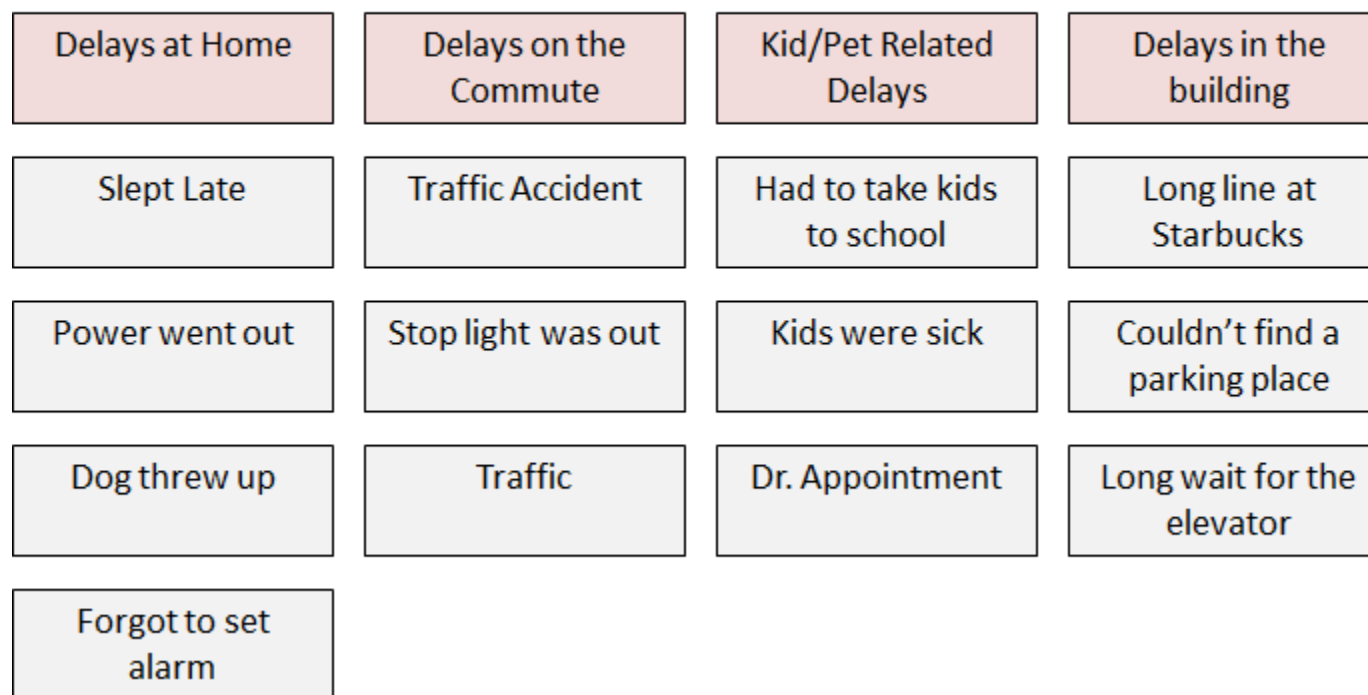 Delays at Home
Delays on the
Commute
Kid/Pet Related
Delays
Delays in the
building
Slept Late
Traffic Accident
Had to take kids
to school
Long line at
Starbucks
Power went out
Stop light was out
Kids were sick
Couldn’t find a
parking place
Dog threw up
Traffic
Dr. Appointment
Long wait for the
elevator
Forgot to set
alarm